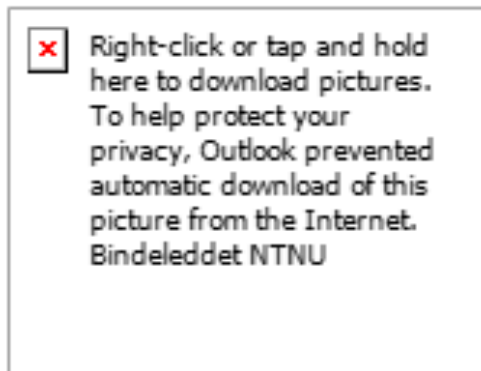 Right-click or tap and hold
here to download pictures.
To help protect your
privacy, Outlook prevented
automatic download of this
picture from the Internet.
Bindeleddet NTNU